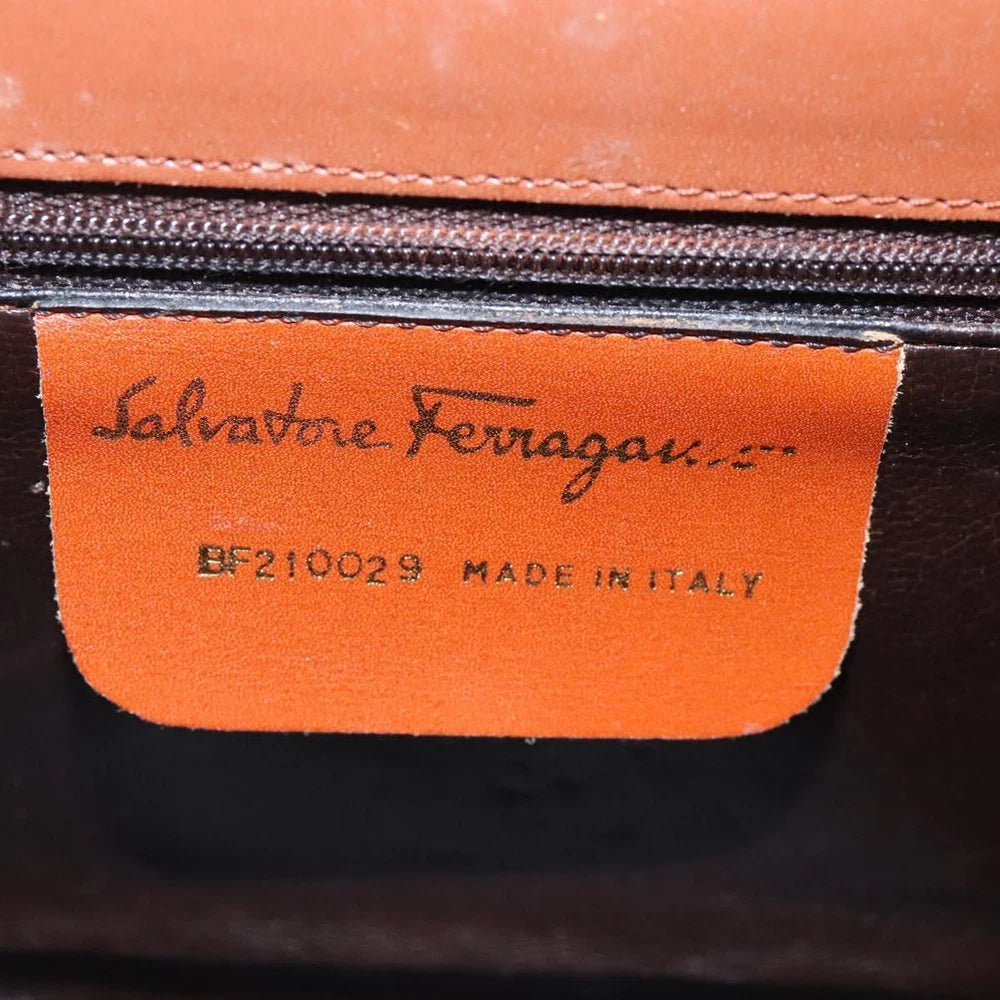 Salvatore Ferragamo
BF210029 MADE IN ITALY